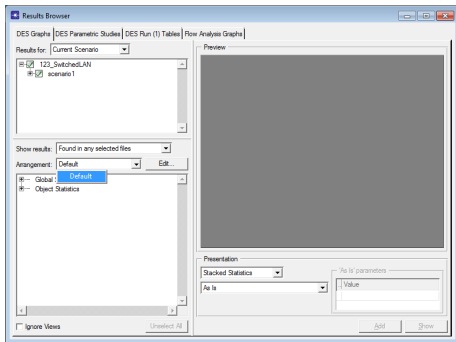 Results Browser
DES Graphs DES Parametric Studies DES Run (1) Tables Row Analysis Graphs
Results for: Current Scenario
123_SwitchedLAN
scenario1
Show results: Found in any selected files
Arrangement: Default Edit...
Default
Global
Object Statistics
Ignore Views Unselect All
Preview
Presentation
Stacked Statistics
As Is
'As Is' parameters
Value
Add Show